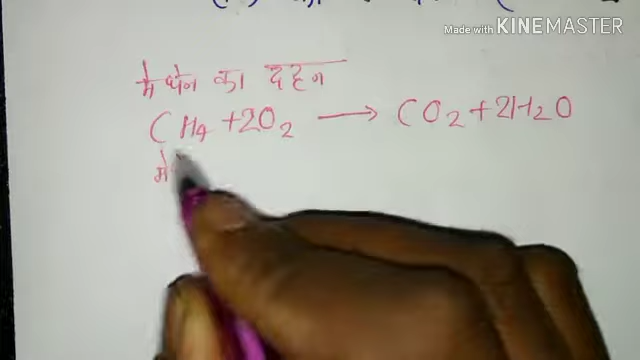 Made with KINEMASTER
मेथेन का दहन
CH4 + 2O2 → CO2 + 2H2O